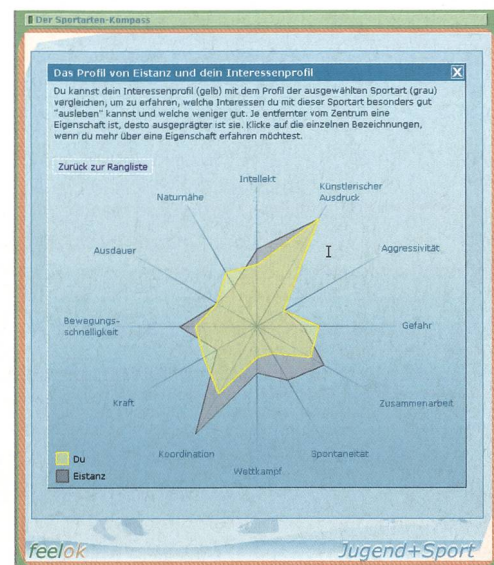 Der Sportarten-Kompass
Das Profil von Eistanz und dein Interessenprofil
X
Du kannst dein Interessenprofil (gelb) mit dem Profil der ausgewählten Sportart (grau)
vergleichen, um zu erfahren, welche Interessen du mit dieser Sportart besonders gut
"ausleben" kannst und welche weniger gut. Je entfernter vom Zentrum eine
Eigenschaft ist, desto ausgeprägter ist sie. Klicke auf die einzelnen Bezeichnungen,
wenn du mehr über eine Eigenschaft erfahren möchtest.
Zurück zur Rangliste
Intellekt
Künstlerischer
Ausdruck
Naturnähe
Ausdauer
Aggressivität
Bewegungs-
schnelligkeit
Gefahr
Kraft
Zusammenarbeit
Koordination
Spontaneität
Wettkampf
Du
Eistanz
feelok
Jugend+Sport